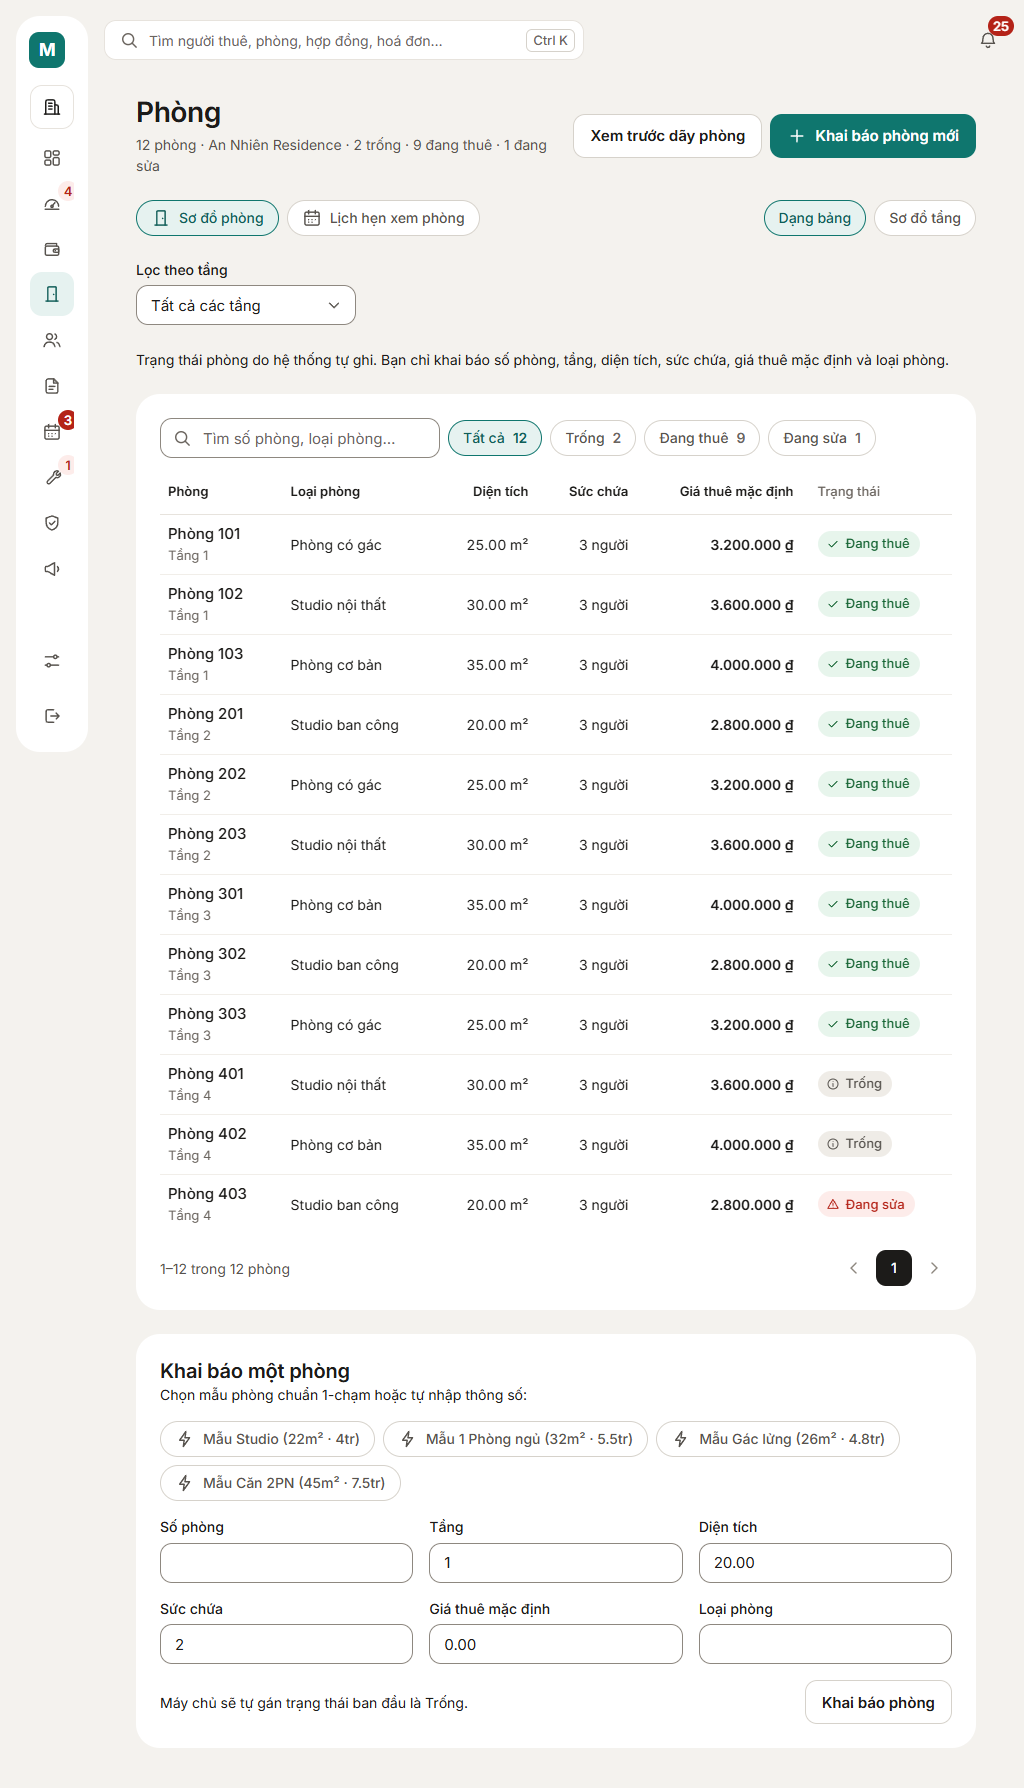 M
Tìm người thuê, phòng, hợp đồng, hoá đơn...
Ctrl K
25
4
3
1
Phòng
12 phòng · An Nhiên Residence · 2 trống · 9 đang thuê · 1 đang
sửa
Xem trước dãy phòng
Khai báo phòng mới
Sơ đồ phòng
Lịch hẹn xem phòng
Dạng bảng
Sơ đồ tầng
Lọc theo tầng
Tất cả các tầng
Trạng thái phòng do hệ thống tự ghi. Bạn chỉ khai báo số phòng, tầng, diện tích, sức chứa, giá thuê mặc định và loại phòng.
Tìm số phòng, loại phòng...
Tất cả 12
Trống 2
Đang thuê 9
Đang sửa 1
Phòng Loại phòng Diện tích Sức chứa Giá thuê mặc định Trạng thái
Phòng 101
Tầng 1
Phòng có gác 25.00 m² 3 người 3.200.000 ₫ Đang thuê
Phòng 102
Tầng 1
Studio nội thất 30.00 m² 3 người 3.600.000 ₫ Đang thuê
Phòng 103
Tầng 1
Phòng cơ bản 35.00 m² 3 người 4.000.000 ₫ Đang thuê
Phòng 201
Tầng 2
Studio ban công 20.00 m² 3 người 2.800.000 ₫ Đang thuê
Phòng 202
Tầng 2
Phòng có gác 25.00 m² 3 người 3.200.000 ₫ Đang thuê
Phòng 203
Tầng 2
Studio nội thất 30.00 m² 3 người 3.600.000 ₫ Đang thuê
Phòng 301
Tầng 3
Phòng cơ bản 35.00 m² 3 người 4.000.000 ₫ Đang thuê
Phòng 302
Tầng 3
Studio ban công 20.00 m² 3 người 2.800.000 ₫ Đang thuê
Phòng 303
Tầng 3
Phòng có gác 25.00 m² 3 người 3.200.000 ₫ Đang thuê
Phòng 401
Tầng 4
Studio nội thất 30.00 m² 3 người 3.600.000 ₫ Trống
Phòng 402
Tầng 4
Phòng cơ bản 35.00 m² 3 người 4.000.000 ₫ Trống
Phòng 403
Tầng 4
Studio ban công 20.00 m² 3 người 2.800.000 ₫ Đang sửa
1–12 trong 12 phòng
1
Khai báo một phòng
Chọn mẫu phòng chuẩn 1-chạm hoặc tự nhập thông số:
Mẫu Studio (22m² · 4tr)
Mẫu 1 Phòng ngủ (32m² · 5.5tr)
Mẫu Gác lửng (26m² · 4.8tr)
Mẫu Căn 2PN (45m² · 7.5tr)
Số phòng Tầng Diện tích
1 20.00
Sức chứa Giá thuê mặc định Loại phòng
2 0.00
Máy chủ sẽ tự gán trạng thái ban đầu là Trống.
Khai báo phòng